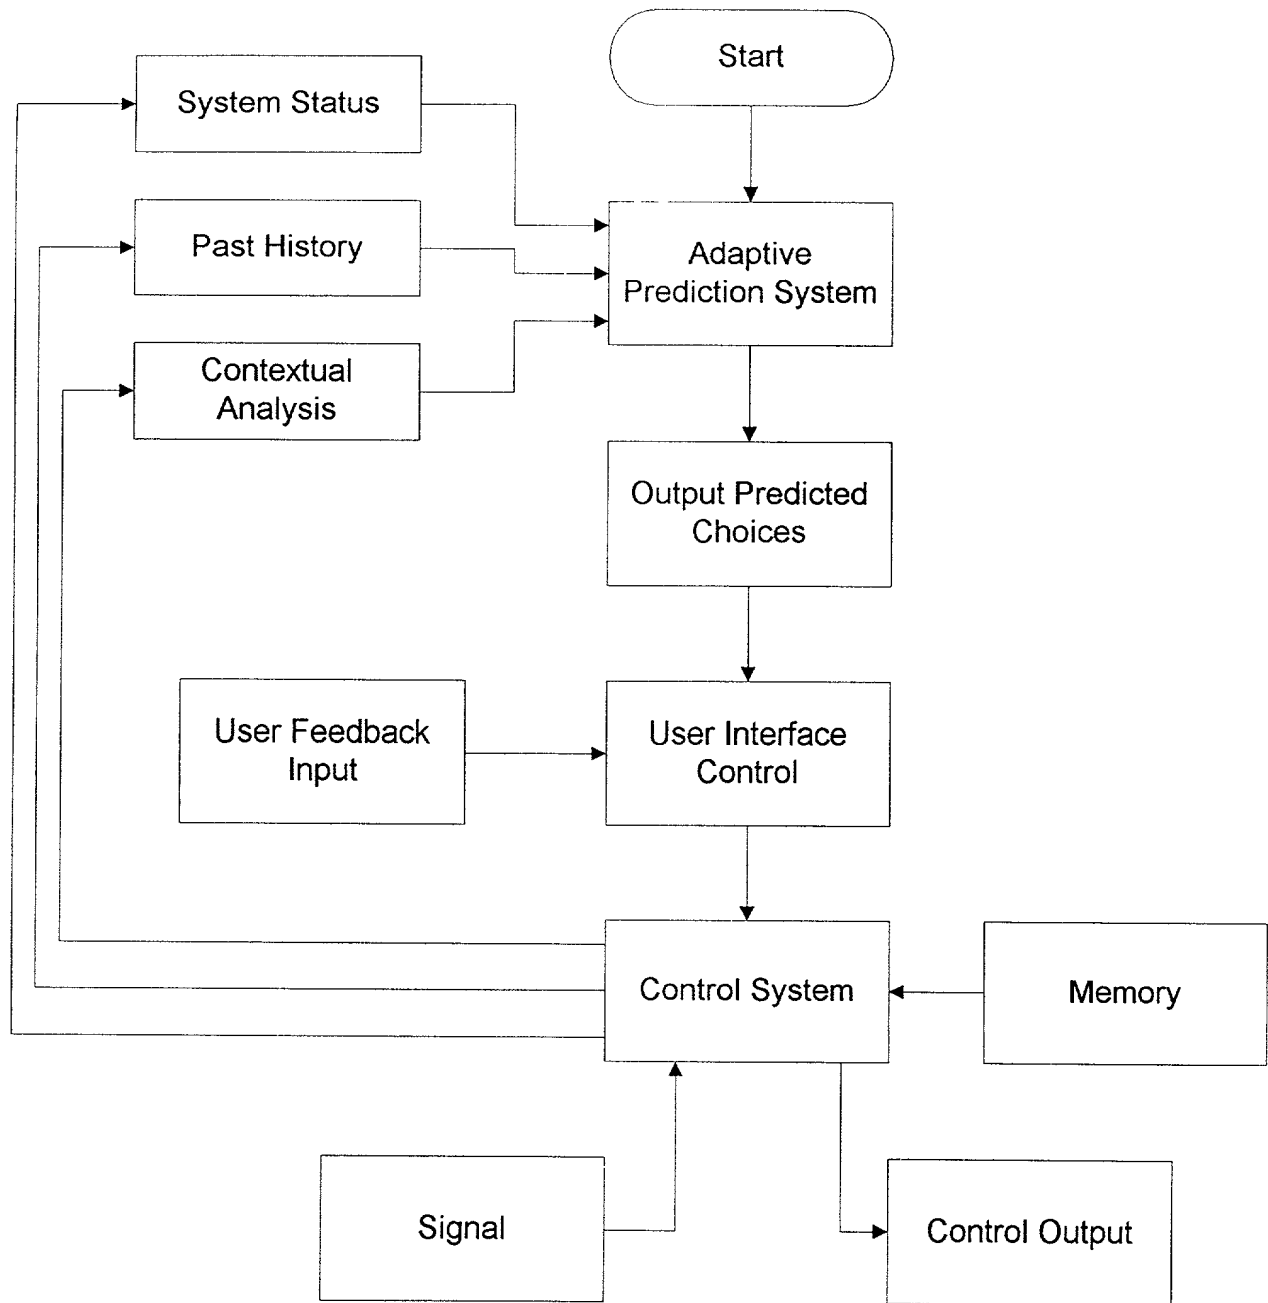 Start
System Status
Past History
Adaptive
Prediction System
Contextual
Analysis
Output Predicted
Choices
User Feedback
Input
User Interface
Control
Control System
Memory
Signal
Control Output